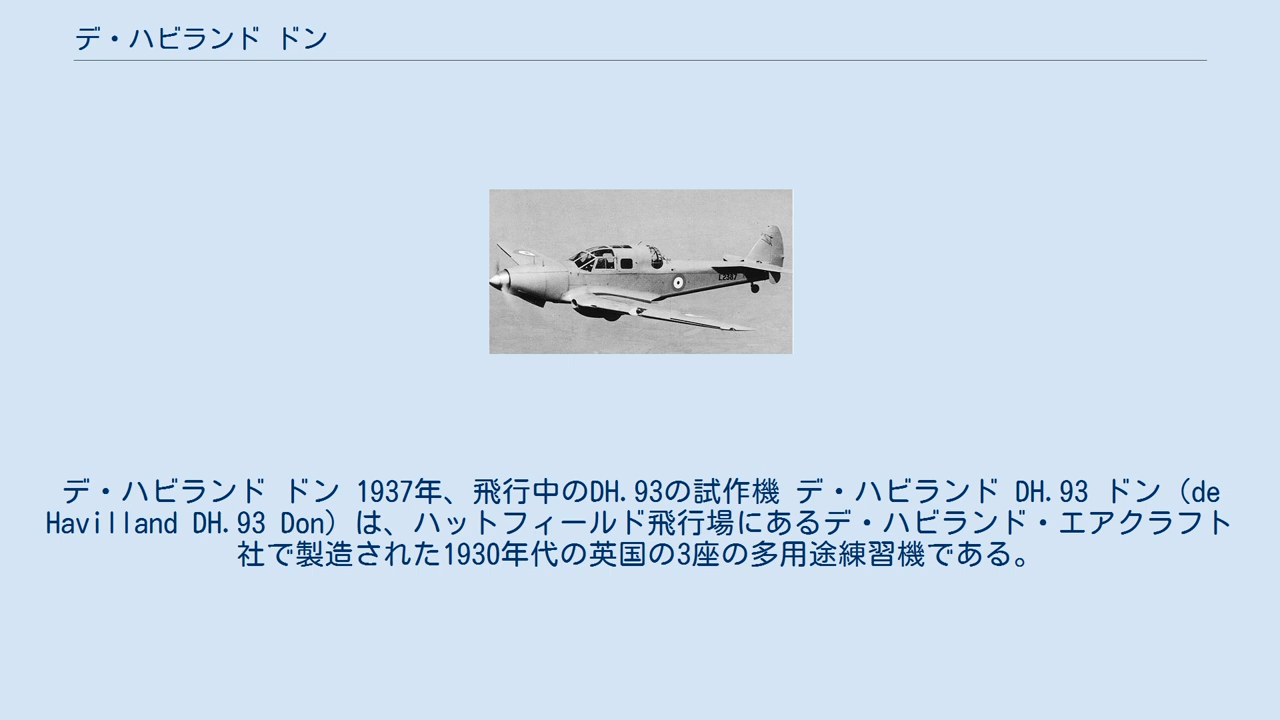 デ・ハビランド ドン
L2387
デ・ハビランド ドン 1937年、飛行中のDH.93の試作機 デ・ハビランド DH.93 ドン（de
Havilland DH.93 Don）は、ハットフィールド飛行場にあるデ・ハビランド・エアクラフト
社で製造された1930年代の英国の3座の多用途練習機である。